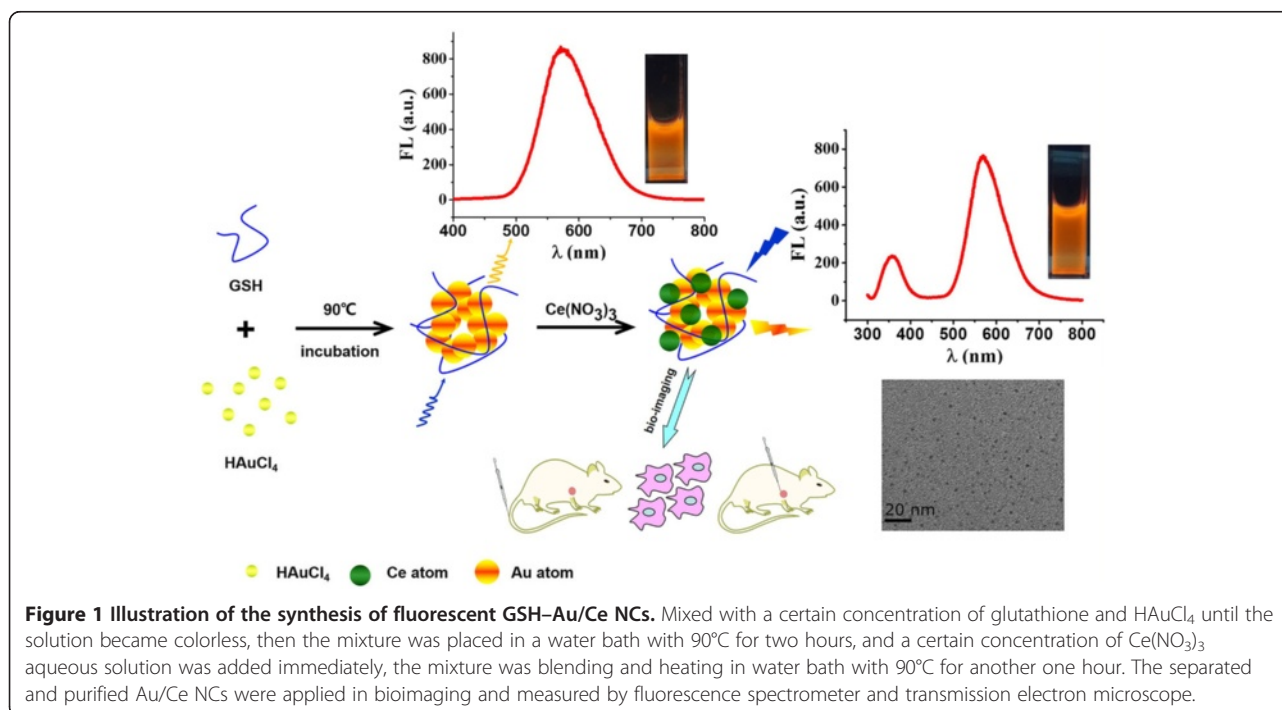 800
600
400
200
0
FL (a.u.)
400 500 600 700 800
λ (nm)
800
600
400
200
0
FL (a.u.)
300 400 500 600 700 800
λ (nm)
GSH
+
HAuCl₄
90℃
incubation
Ce(NO₃)₃
bio-imaging
20 nm
HAuCl₄ Ce atom Au atom
Figure 1 Illustration of the synthesis of fluorescent GSH–Au/Ce NCs. Mixed with a certain concentration of glutathione and HAuCl₄ until the
solution became colorless, then the mixture was placed in a water bath with 90°C for two hours, and a certain concentration of Ce(NO₃)₃
aqueous solution was added immediately, the mixture was blending and heating in water bath with 90°C for another one hour. The separated
and purified Au/Ce NCs were applied in bioimaging and measured by fluorescence spectrometer and transmission electron microscope.